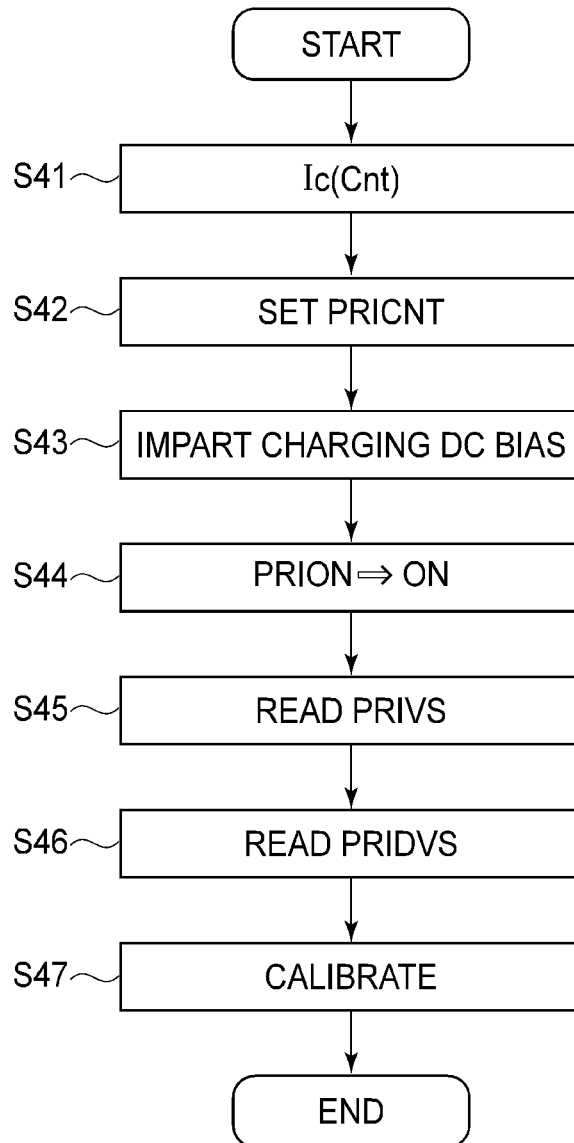 START
S41
Ic(Cnt)
S42
SET PRICNT
S43
IMPART CHARGING DC BIAS
S44
PRION ⇒ ON
S45
READ PRIVS
S46
READ PRIDVS
S47
CALIBRATE
END